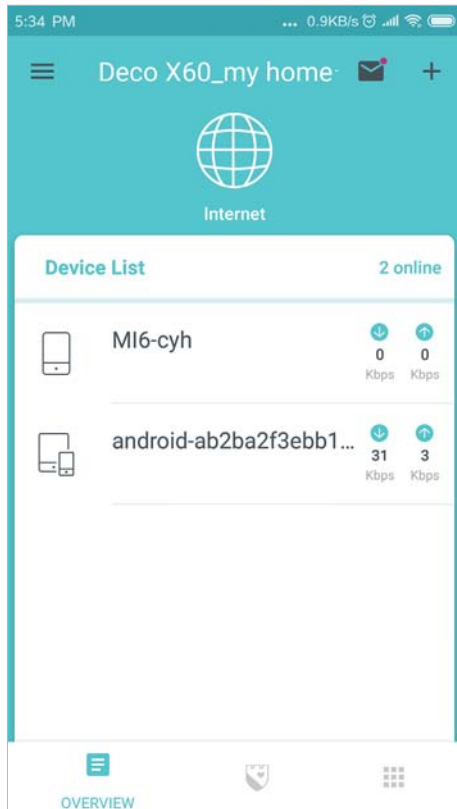 5:34 PM ... 0.9KB/s
Deco X60_my home
Internet
Device List 2 online
MI6-cyh 0 0
Kbps Kbps
android-ab2ba2f3ebb1... 31 3
Kbps Kbps
OVERVIEW